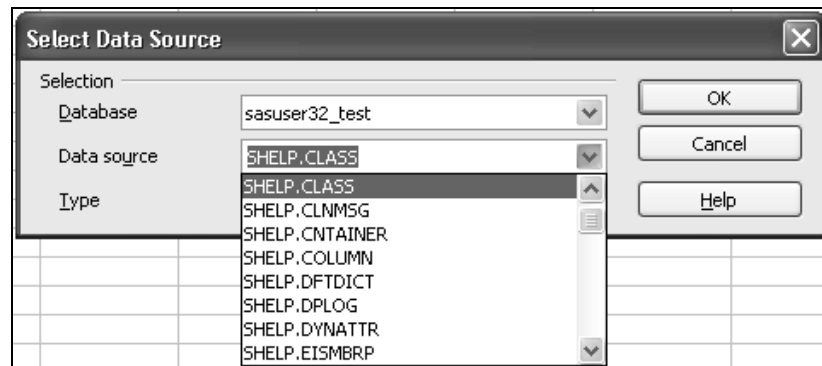 Select Data Source
Selection
Database sasuser32_test
Data source SHELP.CLASS
Type
SHELP.CLASS
SHELP.CLNMSG
SHELP.CNTAINER
SHELP.COLUMN
SHELP.DFTDICT
SHELP.DPLOG
SHELP.DYNATTR
SHELP.EISMBRP
OK
Cancel
Help